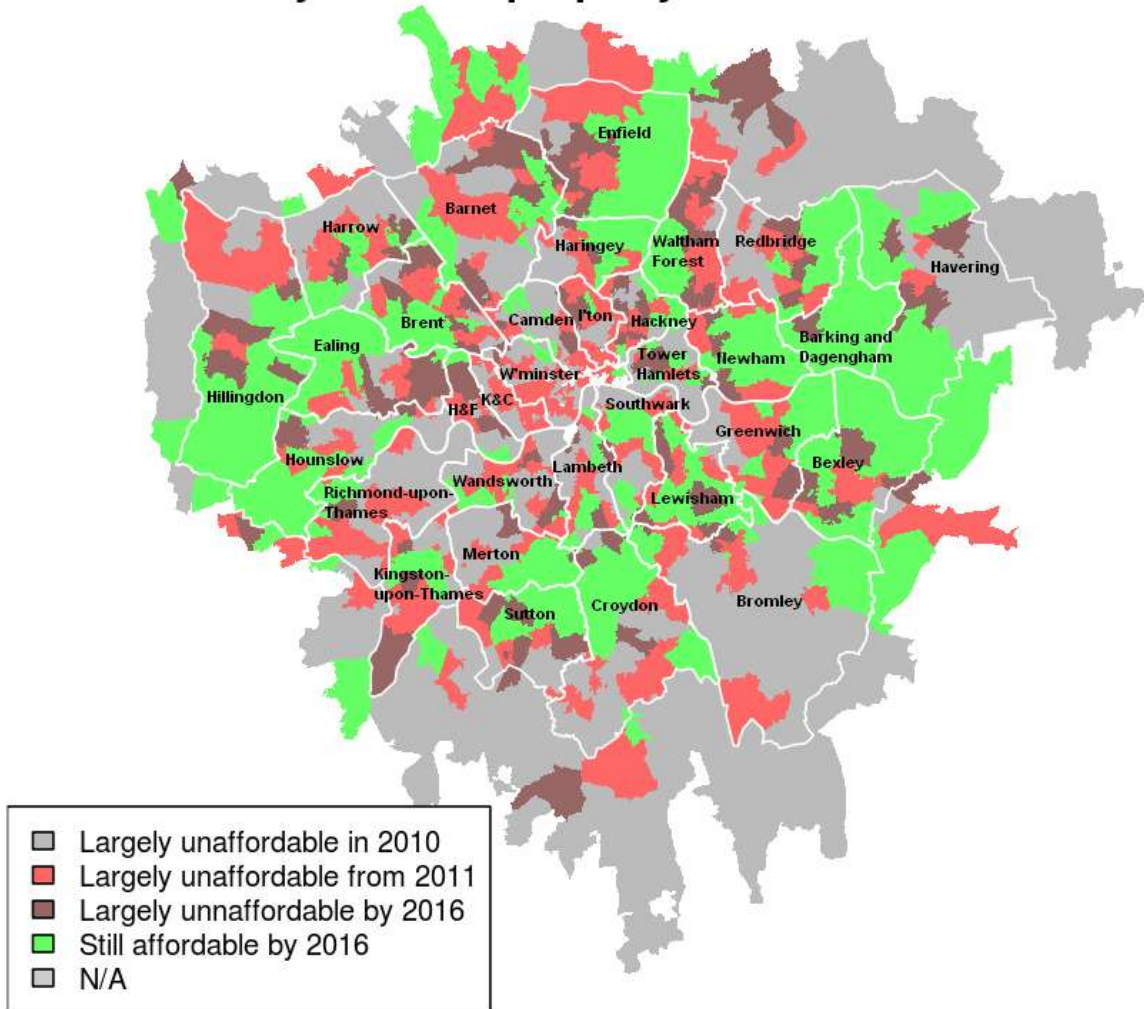 Enfield
Barnet
Harrow
Haringey
Waltham
Forest
Redbridge
Havering
Camden
I'ton
Hackney
Brent
Ealing
Barking and
Dagengham
Newham
Tower
Hamlets
W'minster
Hillingdon
K&C
H&F
Southwark
Greenwich
Hounslow
Bexley
Lambeth
Wandsworth
Richmond-upon-
Thames
Lewisham
Merton
Kingston-
upon-Thames
Sutton
Croydon
Bromley
Largely unaffordable in 2010
Largely unaffordable from 2011
Largely unnaffordable by 2016
Still affordable by 2016
N/A